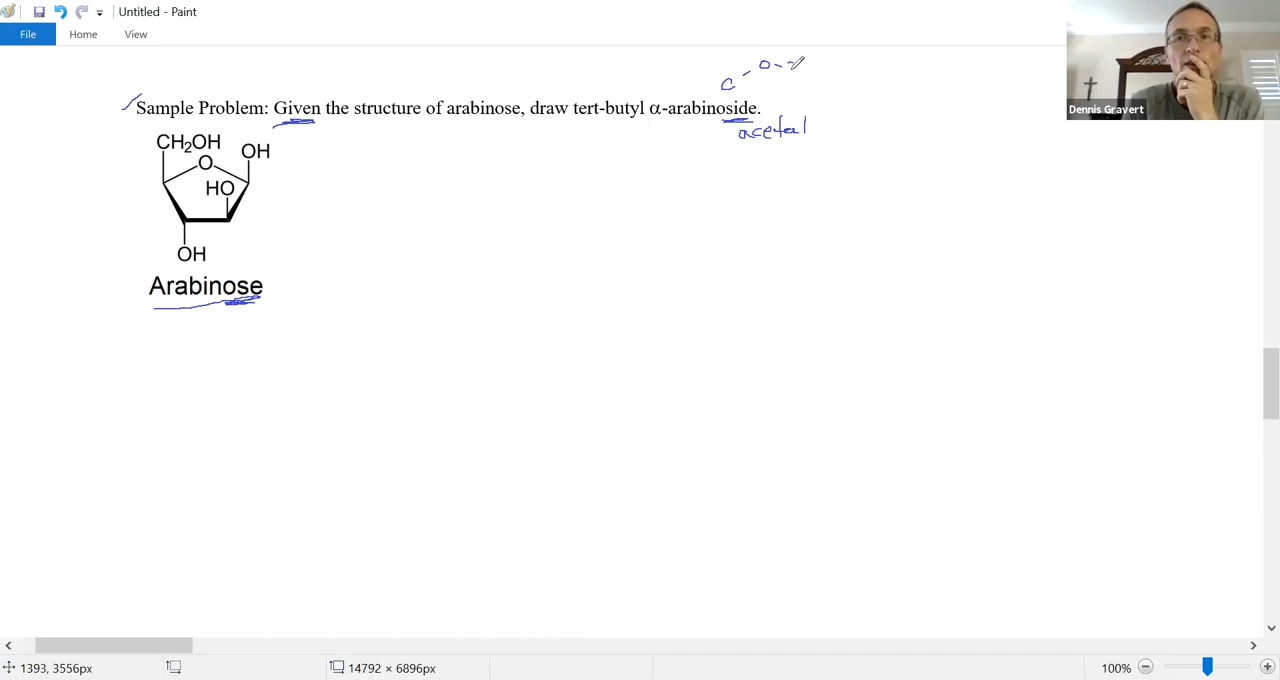 Untitled - Paint
File Home View
Dennis Gravert
C - O -
Sample Problem: Given the structure of arabinose, draw tert-butyl α-arabinoside.
acetal
CH2OH
O
OH
HO
OH
Arabinose
1393, 3556px
14792 × 6896px
100%